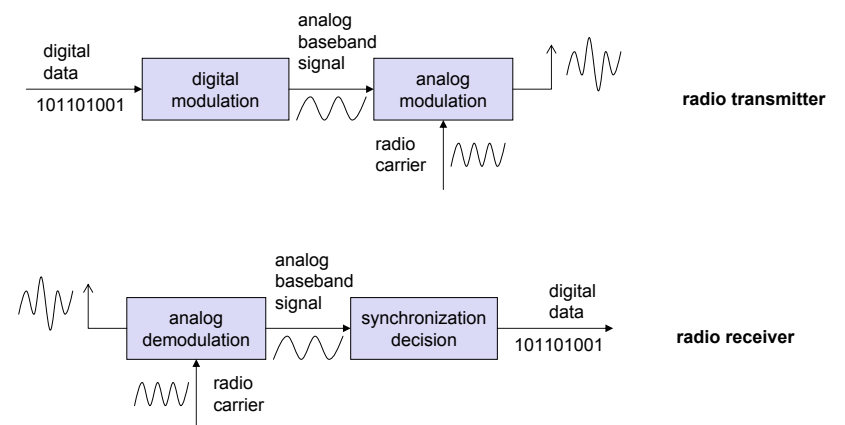 analog
baseband
signal
digital
data
101101001
digital
modulation
analog
modulation
radio transmitter
radio
carrier
analog
baseband
signal
analog
demodulation
synchronization
decision
digital
data
101101001
radio receiver
radio
carrier